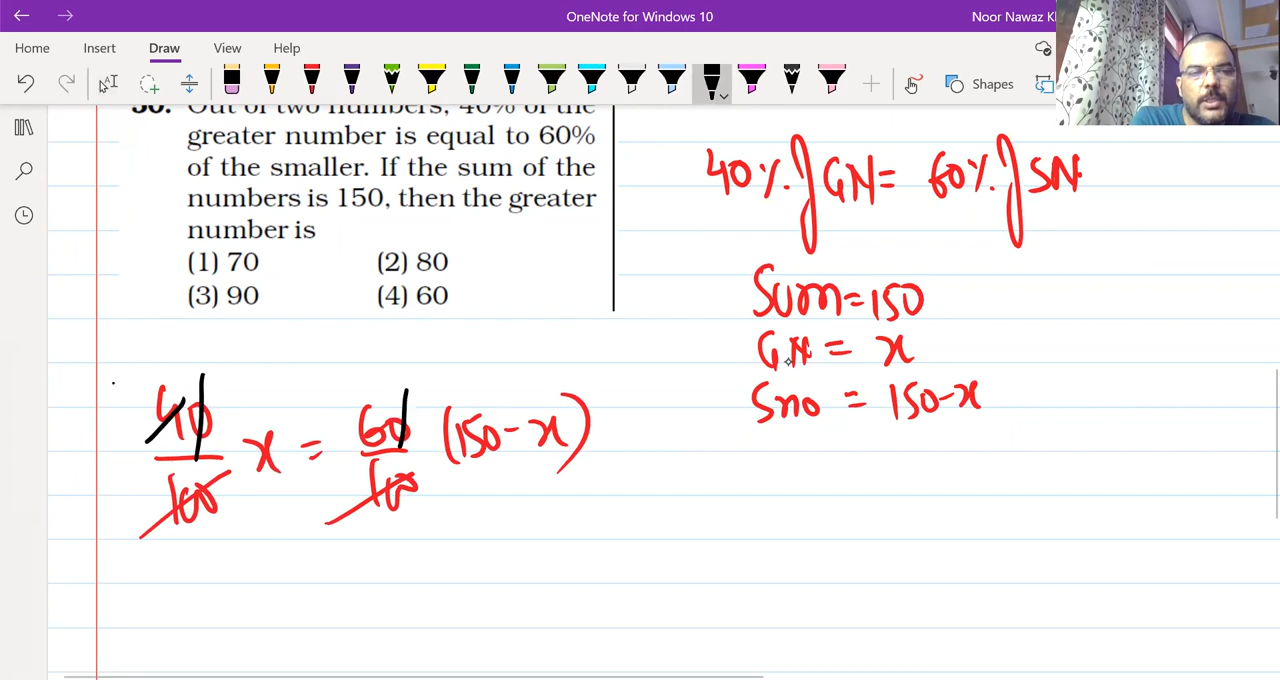 OneNote for Windows 10
Noor Nawaz K
Home Insert Draw View Help
Shapes
30. Out of two numbers, 40% of the
greater number is equal to 60%
of the smaller. If the sum of the
numbers is 150, then the greater
number is
(1) 70 (2) 80
(3) 90 (4) 60
40% of GN = 60% of SN
Sum = 150
GN = x
Sno = 150-x
40/100 x = 60/100 (150-x)